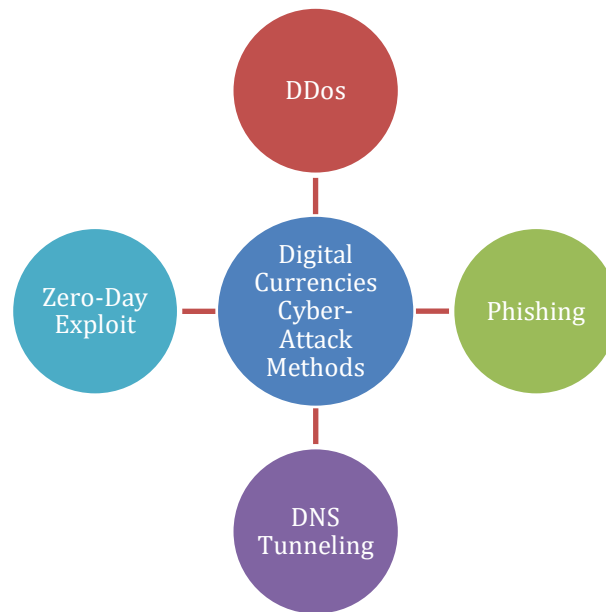 DDos
Digital
Currencies
Cyber-
Attack
Methods
Zero-Day
Exploit
Phishing
DNS
Tunneling